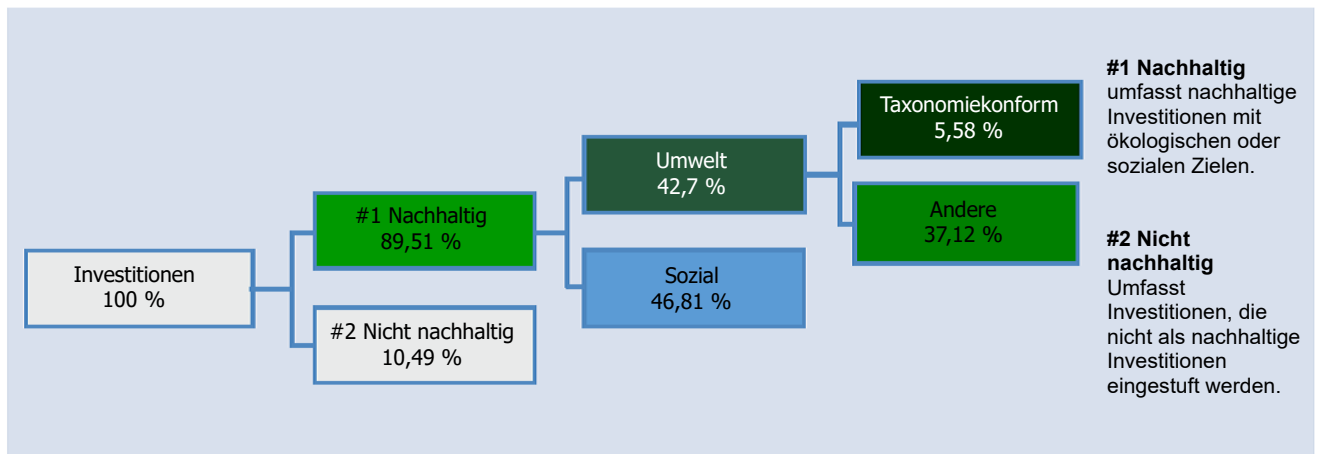 Investitionen
100 %
#1 Nachhaltig
89,51 %
#2 Nicht nachhaltig
10,49 %
Umwelt
42,7 %
Sozial
46,81 %
Taxonomiekonform
5,58 %
Andere
37,12 %
#1 Nachhaltig
umfasst nachhaltige
Investitionen mit
ökologischen oder
sozialen Zielen.
#2 Nicht
nachhaltig
Umfasst
Investitionen, die
nicht als nachhaltige
Investitionen
eingestuft werden.